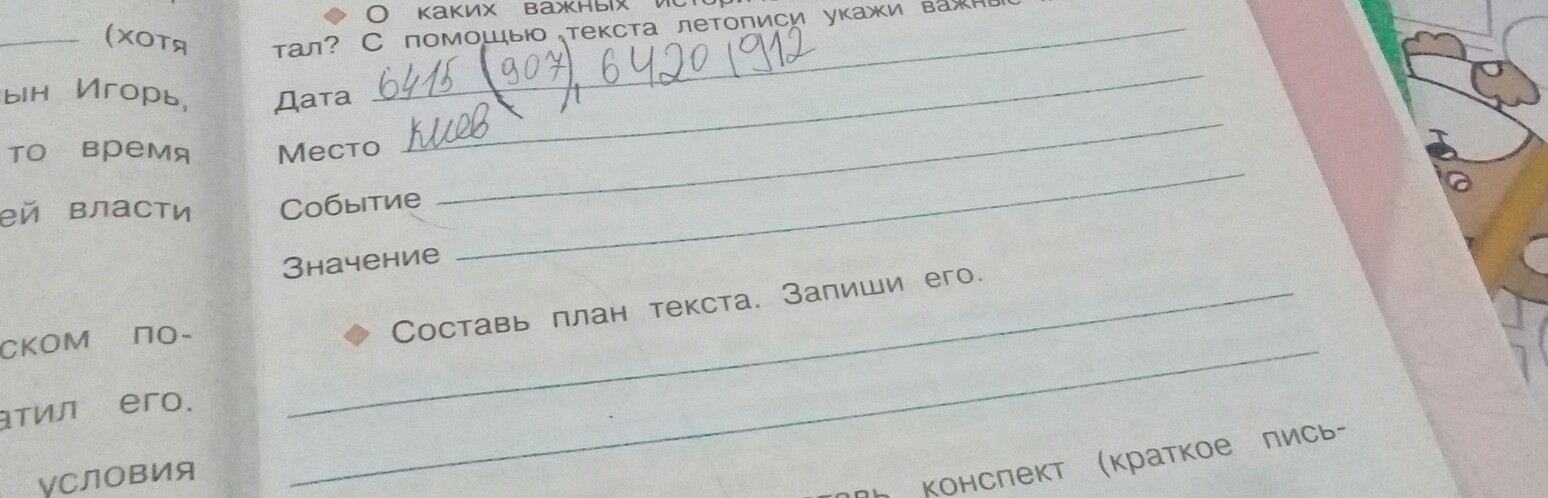 (хотя
ын Игорь,
то время
ей власти
ском по-
атил его.
условия
О каких важных
тал? С помощью текста летописи укажи важные
Дата 6415 (907), 6420 912
Место Киев
Событие
Значение
Составь план текста. Запиши его.
конспект (краткое пись-